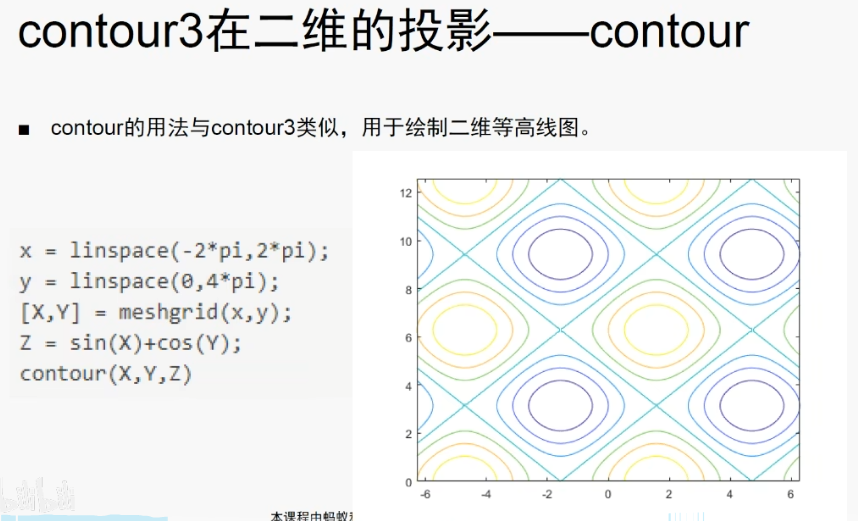 contour3在二维的投影——contour
■ contour的用法与contour3类似，用于绘制二维等高线图。
x = linspace(-2*pi,2*pi);
y = linspace(0,4*pi);
[X,Y] = meshgrid(x,y);
Z = sin(X)+cos(Y);
contour(X,Y,Z)
12
10
8
6
4
2
0
-6 -4 -2 0 2 4 6
本课程由蚂蚁